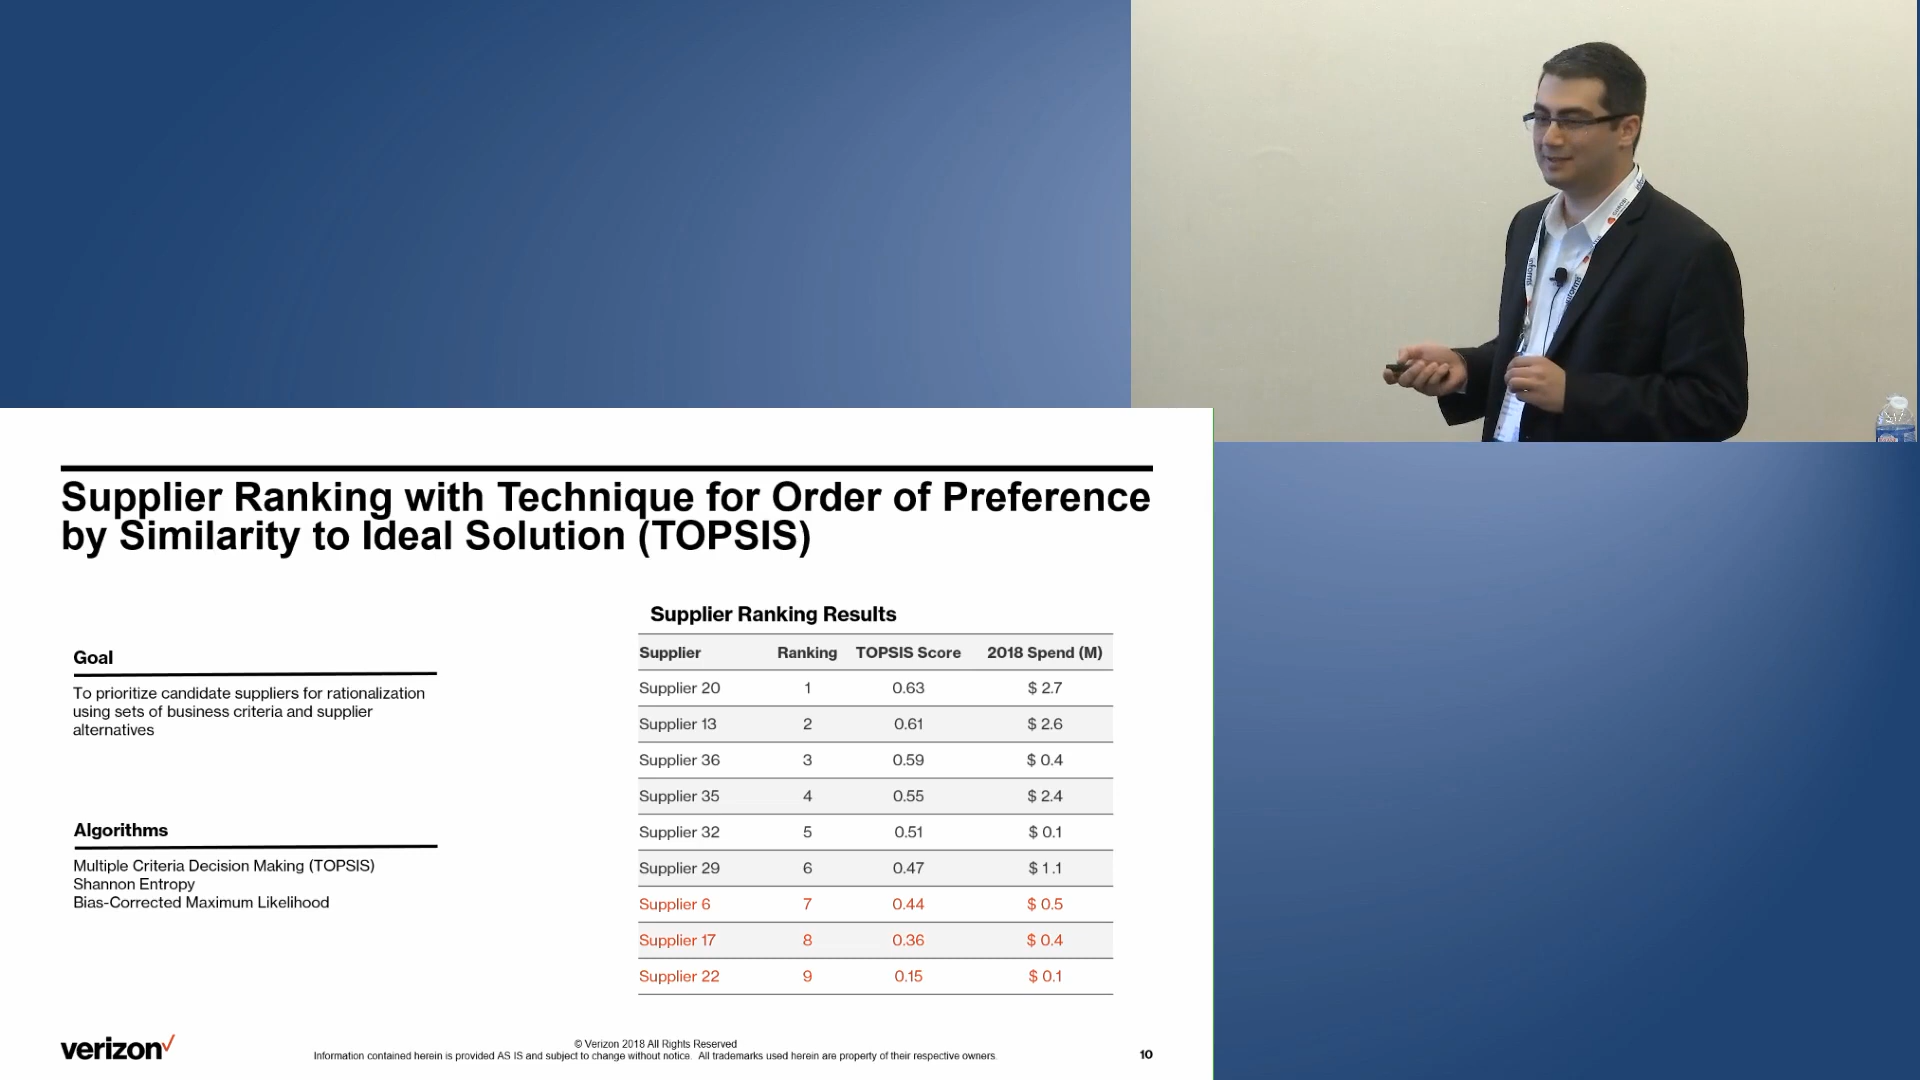 Supplier Ranking with Technique for Order of Preference
by Similarity to Ideal Solution (TOPSIS)
Goal
To prioritize candidate suppliers for rationalization
using sets of business criteria and supplier
alternatives
Algorithms
Multiple Criteria Decision Making (TOPSIS)
Shannon Entropy
Bias-Corrected Maximum Likelihood
Supplier Ranking Results
Supplier Ranking TOPSIS Score 2018 Spend (M)
Supplier 20 1 0.63 $ 2.7
Supplier 13 2 0.61 $ 2.6
Supplier 36 3 0.59 $ 0.4
Supplier 35 4 0.55 $ 2.4
Supplier 32 5 0.51 $ 0.1
Supplier 29 6 0.47 $ 1.1
Supplier 6 7 0.44 $ 0.5
Supplier 17 8 0.36 $ 0.4
Supplier 22 9 0.15 $ 0.1
verizon
© Verizon 2018 All Rights Reserved
Information contained herein is provided AS IS and subject to change without notice. All trademarks used herein are property of their respective owners.
10